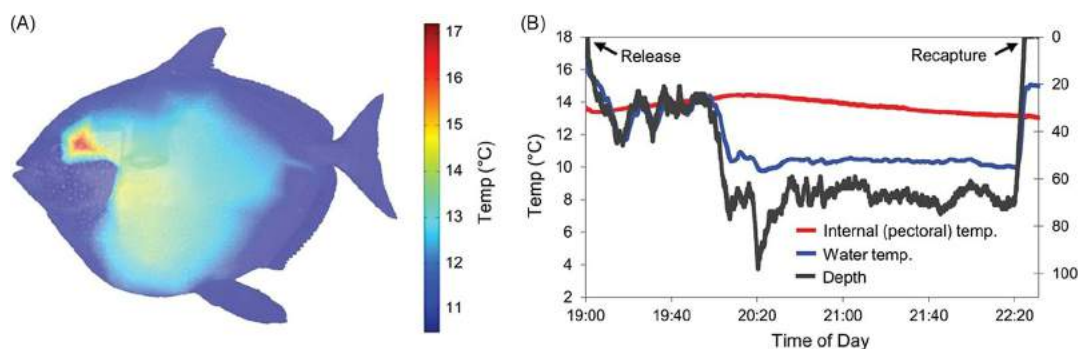 (A)
17
16
15
14
13
12
11
Temp (°C)
(B)
18
16
14
12
10
8
6
4
2
Temp (°C)
Release
Recapture
0
20
40
60
80
100
Internal (pectoral) temp.
Water temp.
Depth
19:00 19:40 20:20 21:00 21:40 22:20
Time of Day